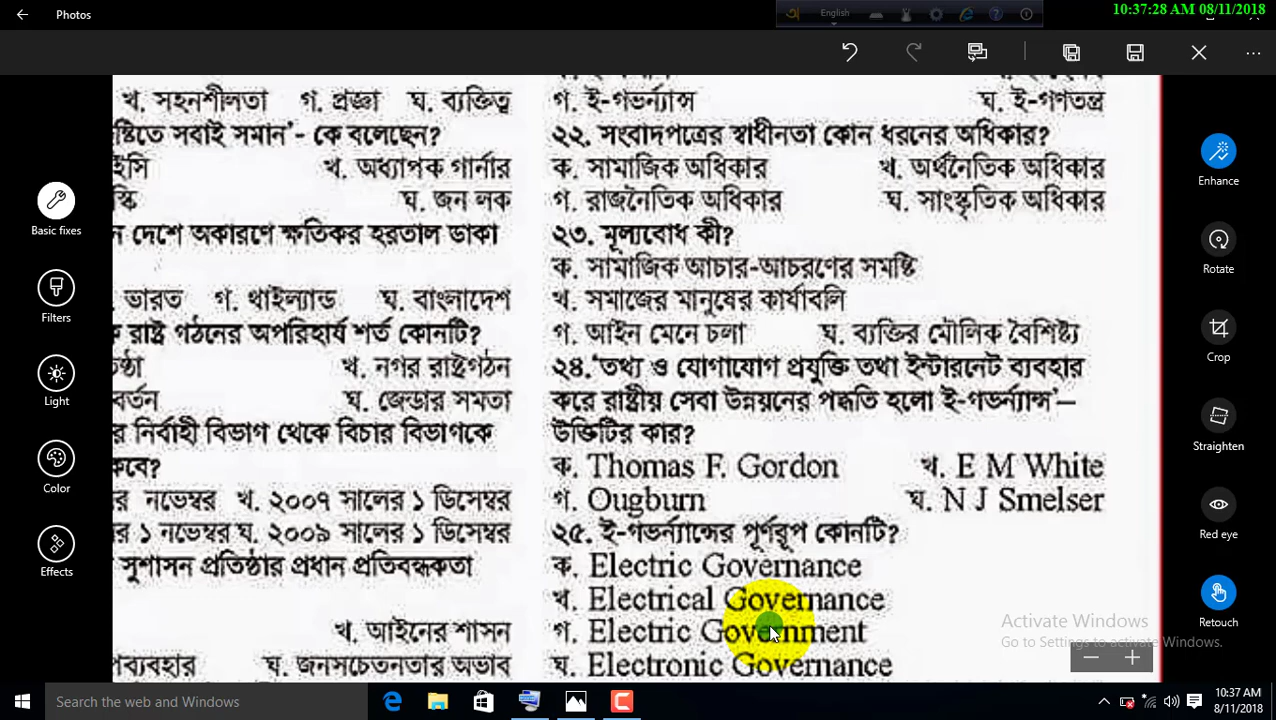 Photos
English
10:37:28 AM 08/11/2018
Basic fixes
Filters
Light
Color
Effects
খ. সহনশীলতা গ. প্রজ্ঞা ঘ. ব্যক্তিত্ব
ষ্টিতে সবাই সমান'- কে বলেছেন?
ইসি খ. অধ্যাপক গার্নার
স্কি ঘ. জন লক
ন দেশে অকারণে ক্ষতিকর হরতাল ডাকা
. ভারত গ. থাইল্যান্ড ঘ. বাংলাদেশ
ক রাষ্ট্র গঠনের অপরিহার্য শর্ত কোনটি?
খ. নগর রাষ্ট্রগঠন
বর্তন ঘ. জেন্ডার সমতা
র নির্বাহী বিভাগ থেকে বিচার বিভাগকে
কবে?
র নভেম্বর খ. ২০০৭ সালের ১ ডিসেম্বর
র ১ নভেম্বর ঘ. ২০০৯ সালের ১ ডিসেম্বর
সুশাসন প্রতিষ্ঠার প্রধান প্রতিবন্ধকতা
খ. আইনের শাসন
পব্যবহার ঘ. জনসচেতনতার অভাব
গ. ই-গভর্ন্যান্স ঘ. ই-গণতন্ত্র
২২. 'সংবাদপত্রের স্বাধীনতা কোন ধরনের অধিকার?
ক. সামাজিক অধিকার খ. অর্থনৈতিক অধিকার
গ. রাজনৈতিক অধিকার ঘ. সাংস্কৃতিক অধিকার
২৩. মূল্যবোধ কী?
ক. সামাজিক আচার-আচরণের সমষ্টি
খ. সমাজের মানুষের কার্যাবলি
গ. আইন মেনে চলা ঘ. ব্যক্তির মৌলিক বৈশিষ্ট্য
২৪.'তথ্য ও যোগাযোগ প্রযুক্তি তথা ইন্টারনেট ব্যবহার
করে রাষ্ট্রীয় সেবা উন্নয়নের পদ্ধতি হলো ই-গভর্ন্যান্স'—
উক্তিটির কার?
ক. Thomas F. Gordon খ. E M White
গ. Ougburn ঘ. N J Smelser
২৫. ই-গভর্ন্যান্সের পূর্ণরূপ কোনটি?
ক. Electric Governance
খ. Electrical Governance
গ. Electric Government
ঘ. Electronic Governance
Enhance
Rotate
Crop
Straighten
Red eye
Retouch
Activate Windows
Go to Settings to activate Windows.
Search the web and Windows
10:37 AM
8/11/2018